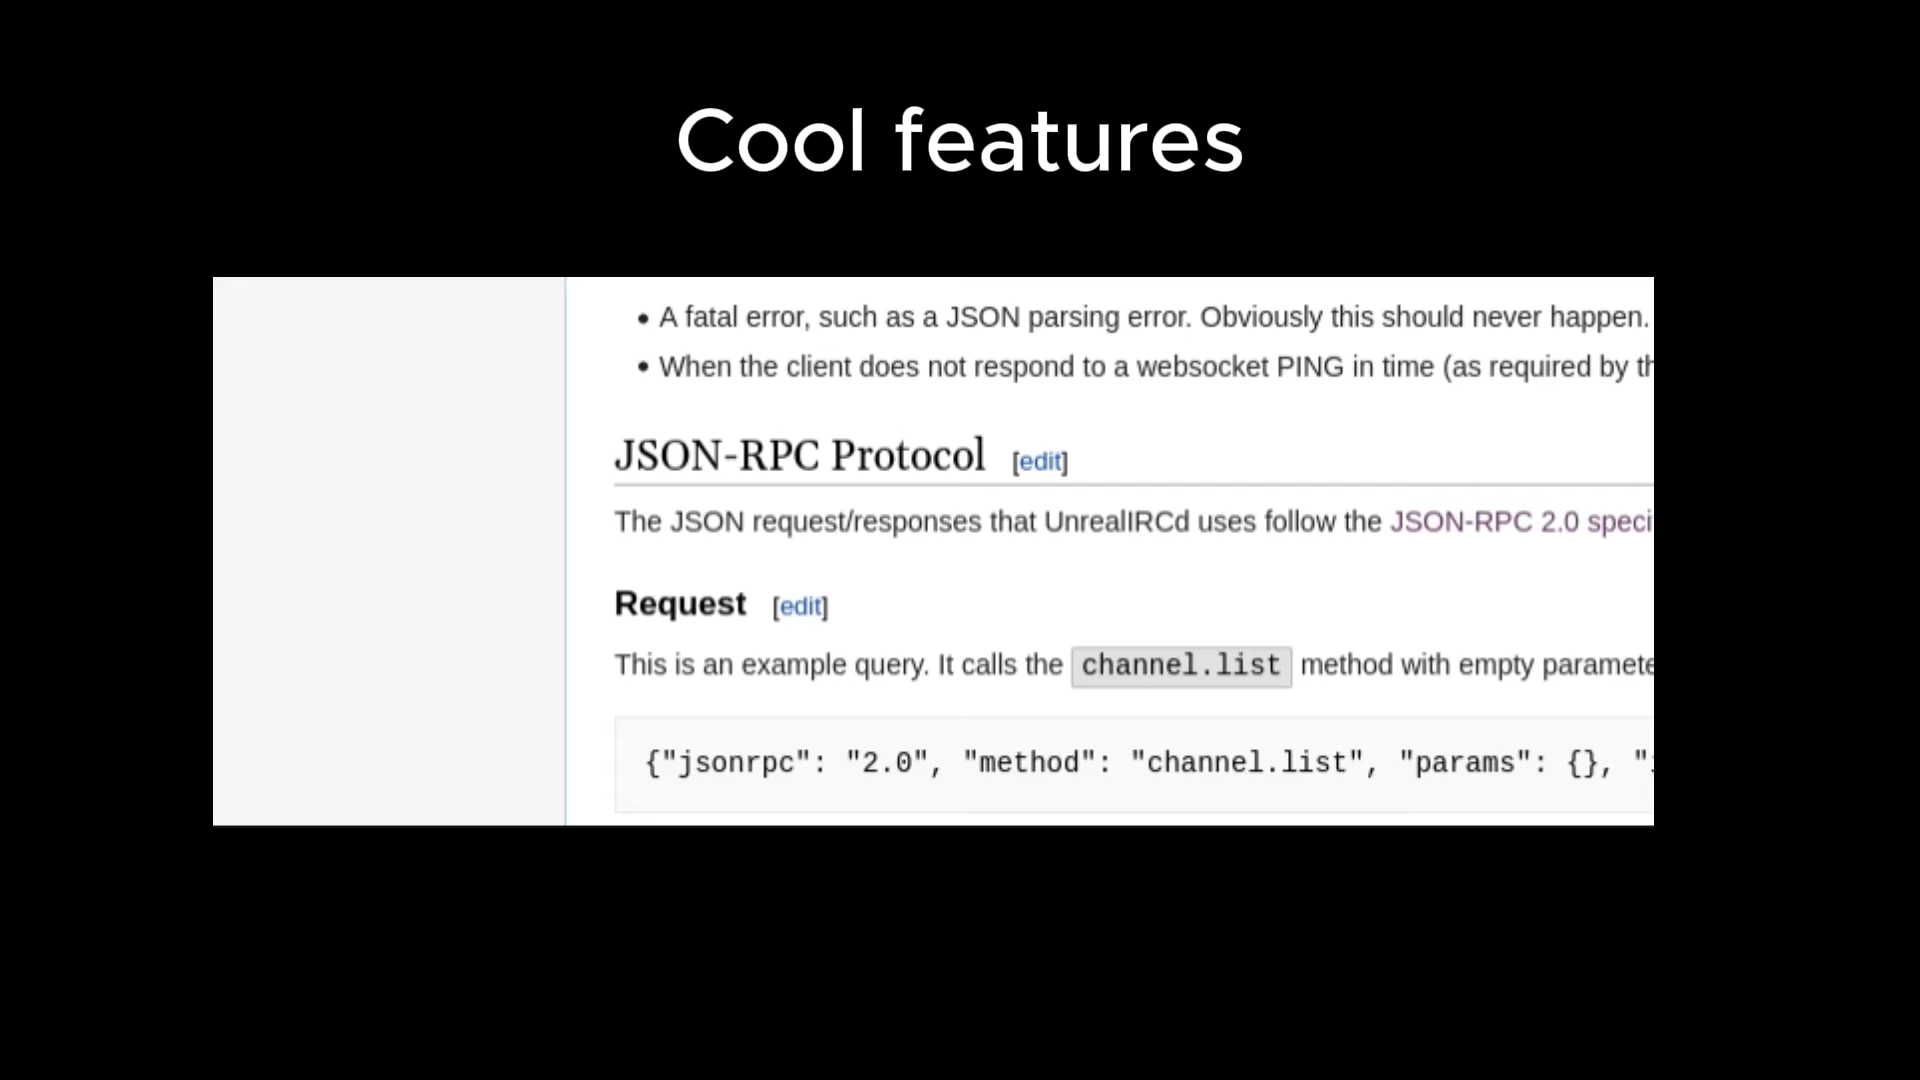 Cool features
• A fatal error, such as a JSON parsing error. Obviously this should never happen.
• When the client does not respond to a websocket PING in time (as required by
JSON-RPC Protocol [edit]
The JSON request/responses that UnrealIRCd uses follow the JSON-RPC 2.0
Request [edit]
This is an example query. It calls the channel.list method with empty
{"jsonrpc": "2.0", "method": "channel.list", "params": {}, "